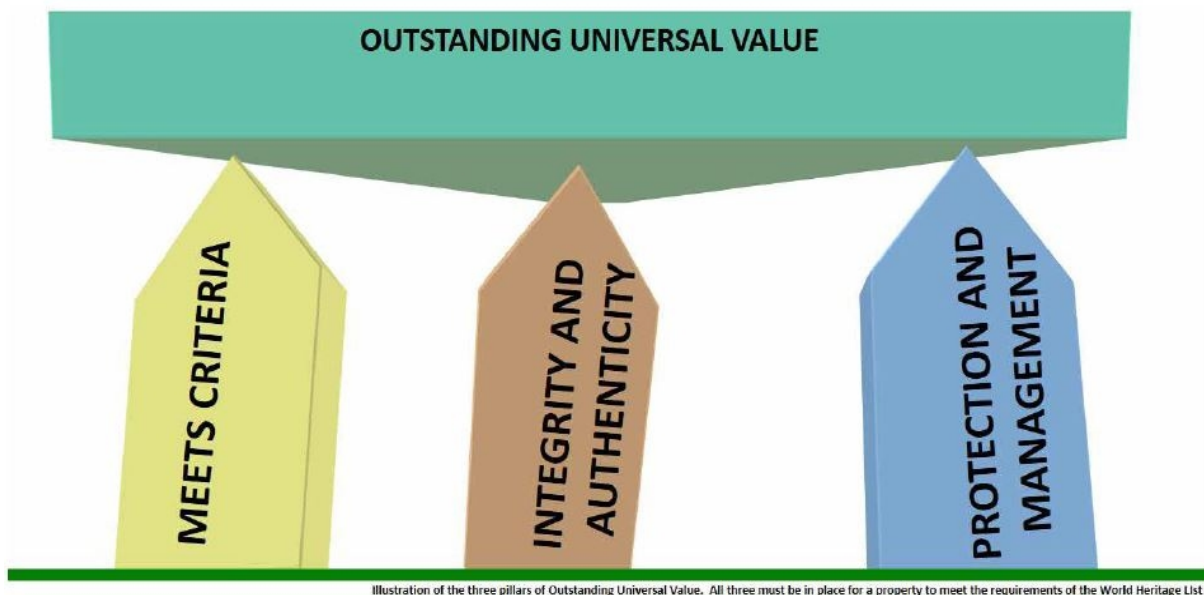 OUTSTANDING UNIVERSAL VALUE
MEETS CRITERIA
INTEGRITY AND
AUTHENTICITY
PROTECTION AND
MANAGEMENT
Illustration of the three pillars of Outstanding Universal Value. All three must be in place for a property to meet the requirements of the World Heritage List